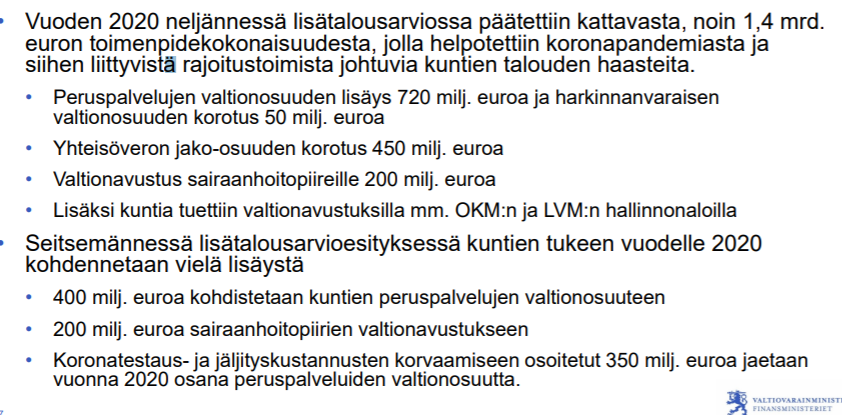 • Vuoden 2020 neljännessä lisätalousarviossa päätettiin kattavasta, noin 1,4 mrd.
euron toimenpidekokonaisuudesta, jolla helpotettiin koronapandemiasta ja
siihen liittyvistä rajoitustoimista johtuvia kuntien talouden haasteita.
• Peruspalvelujen valtionosuuden lisäys 720 milj. euroa ja harkinnanvaraisen
valtionosuuden korotus 50 milj. euroa
• Yhteisöveron jako-osuuden korotus 450 milj. euroa
• Valtionavustus sairaanhoitopiireille 200 milj. euroa
• Lisäksi kuntia tuettiin valtionavustuksilla mm. OKM:n ja LVM:n hallinnonaloilla
• Seitsemännessä lisätalousarvioesityksessä kuntien tukeen vuodelle 2020
kohdennetaan vielä lisäystä
• 400 milj. euroa kohdistetaan kuntien peruspalvelujen valtionosuuteen
• 200 milj. euroa sairaanhoitopiirien valtionavustukseen
• Koronatestaus- ja jäljityskustannusten korvaamiseen osoitetut 350 milj. euroa jaetaan
vuonna 2020 osana peruspalveluiden valtionosuutta.
VALTIOVARAINMINISTE
FINANSMINISTERIET